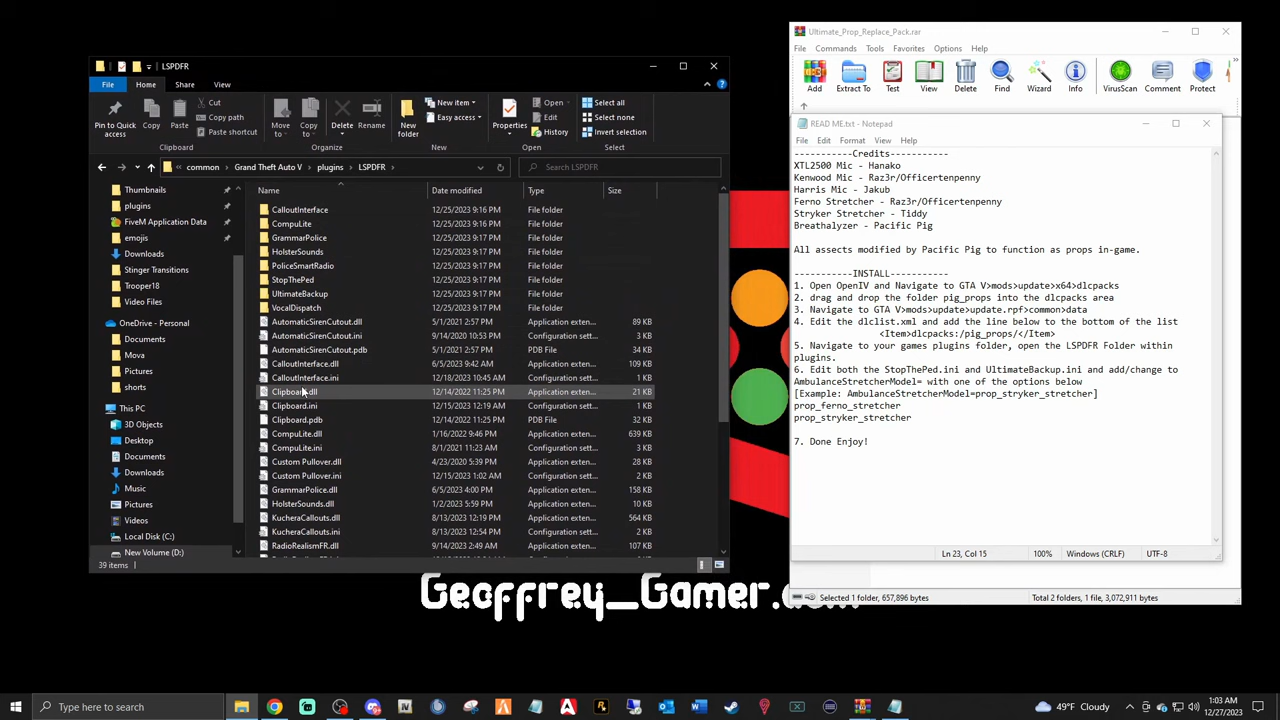 LSPDFR
File
Home
Share
View
Pin to Quick access
Copy
Paste
Cut
Copy path
Paste shortcut
Clipboard
Move to
Copy to
Delete
Rename
Organize
New folder
New item
Easy access
New
Properties
Open
Edit
History
Open
Select all
Select none
Invert selection
Select
« common > Grand Theft Auto V > plugins > LSPDFR >
Search LSPDFR
Thumbnails
plugins
FiveM Application Data
emojis
Downloads
Stinger Transitions
Trooper18
Video Files
OneDrive - Personal
Documents
Mova
Pictures
shorts
This PC
3D Objects
Desktop
Documents
Downloads
Music
Pictures
Videos
Local Disk (C:)
New Volume (D:)
Name Date modified Type Size
CalloutInterface 12/25/2023 9:16 PM File folder
CompuLite 12/25/2023 9:16 PM File folder
GrammarPolice 12/25/2023 9:16 PM File folder
HolsterSounds 12/25/2023 9:16 PM File folder
PoliceSmartRadio 12/25/2023 9:17 PM File folder
StopThePed 12/25/2023 9:17 PM File folder
UltimateBackup 12/25/2023 9:17 PM File folder
VocalDispatch 12/25/2023 9:17 PM File folder
AutomaticSirenCutout.dll 5/1/2021 2:57 PM Application exten... 89 KB
AutomaticSirenCutout.ini 9/14/2020 10:53 PM Configuration sett... 3 KB
AutomaticSirenCutout.pdb 5/1/2021 2:57 PM PDB File 34 KB
CalloutInterface.dll 6/5/2023 9:42 AM Application exten... 109 KB
CalloutInterface.ini 12/18/2023 10:45 AM Configuration sett... 1 KB
Clipboard.dll 12/14/2022 11:25 PM Application exten... 21 KB
Clipboard.ini 12/15/2023 12:19 AM Configuration sett... 1 KB
Clipboard.pdb 12/14/2022 11:25 PM PDB File 32 KB
CompuLite.dll 1/16/2022 9:46 PM Application exten... 639 KB
CompuLite.ini 8/1/2021 11:23 AM Configuration sett... 3 KB
Custom Pullover.dll 4/23/2020 5:39 PM Application exten... 28 KB
Custom Pullover.ini 12/15/2023 1:02 AM Configuration sett... 2 KB
GrammarPolice.dll 6/5/2023 4:00 PM Application exten... 158 KB
HolsterSounds.dll 1/2/2023 5:59 PM Application exten... 10 KB
KucheraCallouts.dll 8/13/2023 12:19 PM Application exten... 564 KB
KucheraCallouts.ini 8/13/2023 12:54 PM Configuration sett... 1 KB
RadioRealismFR.dll 12/14/2023 2:49 AM Application exten... 107 KB
39 items
Ultimate_Prop_Replace_Pack.rar
File Commands Tools Favorites Options Help
Add Extract To Test View Delete Find Wizard Info VirusScan Comment Protect
READ ME.txt - Notepad
File Edit Format View Help
-----------Credits-----------
XTL2500 Mic - Hanako
Kenwood Mic - Raz3r/Officertenpenny
Harris Mic - Jakub
Ferno Stretcher - Raz3r/Officertenpenny
Stryker Stretcher - Tiddy
Breathalyzer - Pacific Pig
All assects modified by Pacific Pig to function as props in-game.
-----------INSTALL-----------
1. Open OpenIV and Navigate to GTA V>mods>update>x64>dlcpacks
2. drag and drop the folder pig_props into the dlcpacks area
3. Navigate to GTA V>mods>update>update.rpf>common>data
4. Edit the dlclist.xml and add the line below to the bottom of the list
<Item>dlcpacks:/pig_props/</Item>
5. Navigate to your games plugins folder, open the LSPDFR Folder within
plugins.
6. Edit both the StopThePed.ini and UltimateBackup.ini and add/change to
AmbulanceStretcherModel= with one of the options below
[Example: AmbulanceStretcherModel=prop_stryker_stretcher]
prop_ferno_stretcher
prop_stryker_stretcher
7. Done Enjoy!
Ln 23, Col 15 100% Windows (CRLF) UTF-8
Selected 1 folder, 657,896 bytes Total 2 folders, 1 file, 3,072,911 bytes
Geoffrey_Gamer.
Type here to search
49°F Cloudy
1:03 AM
12/27/2023